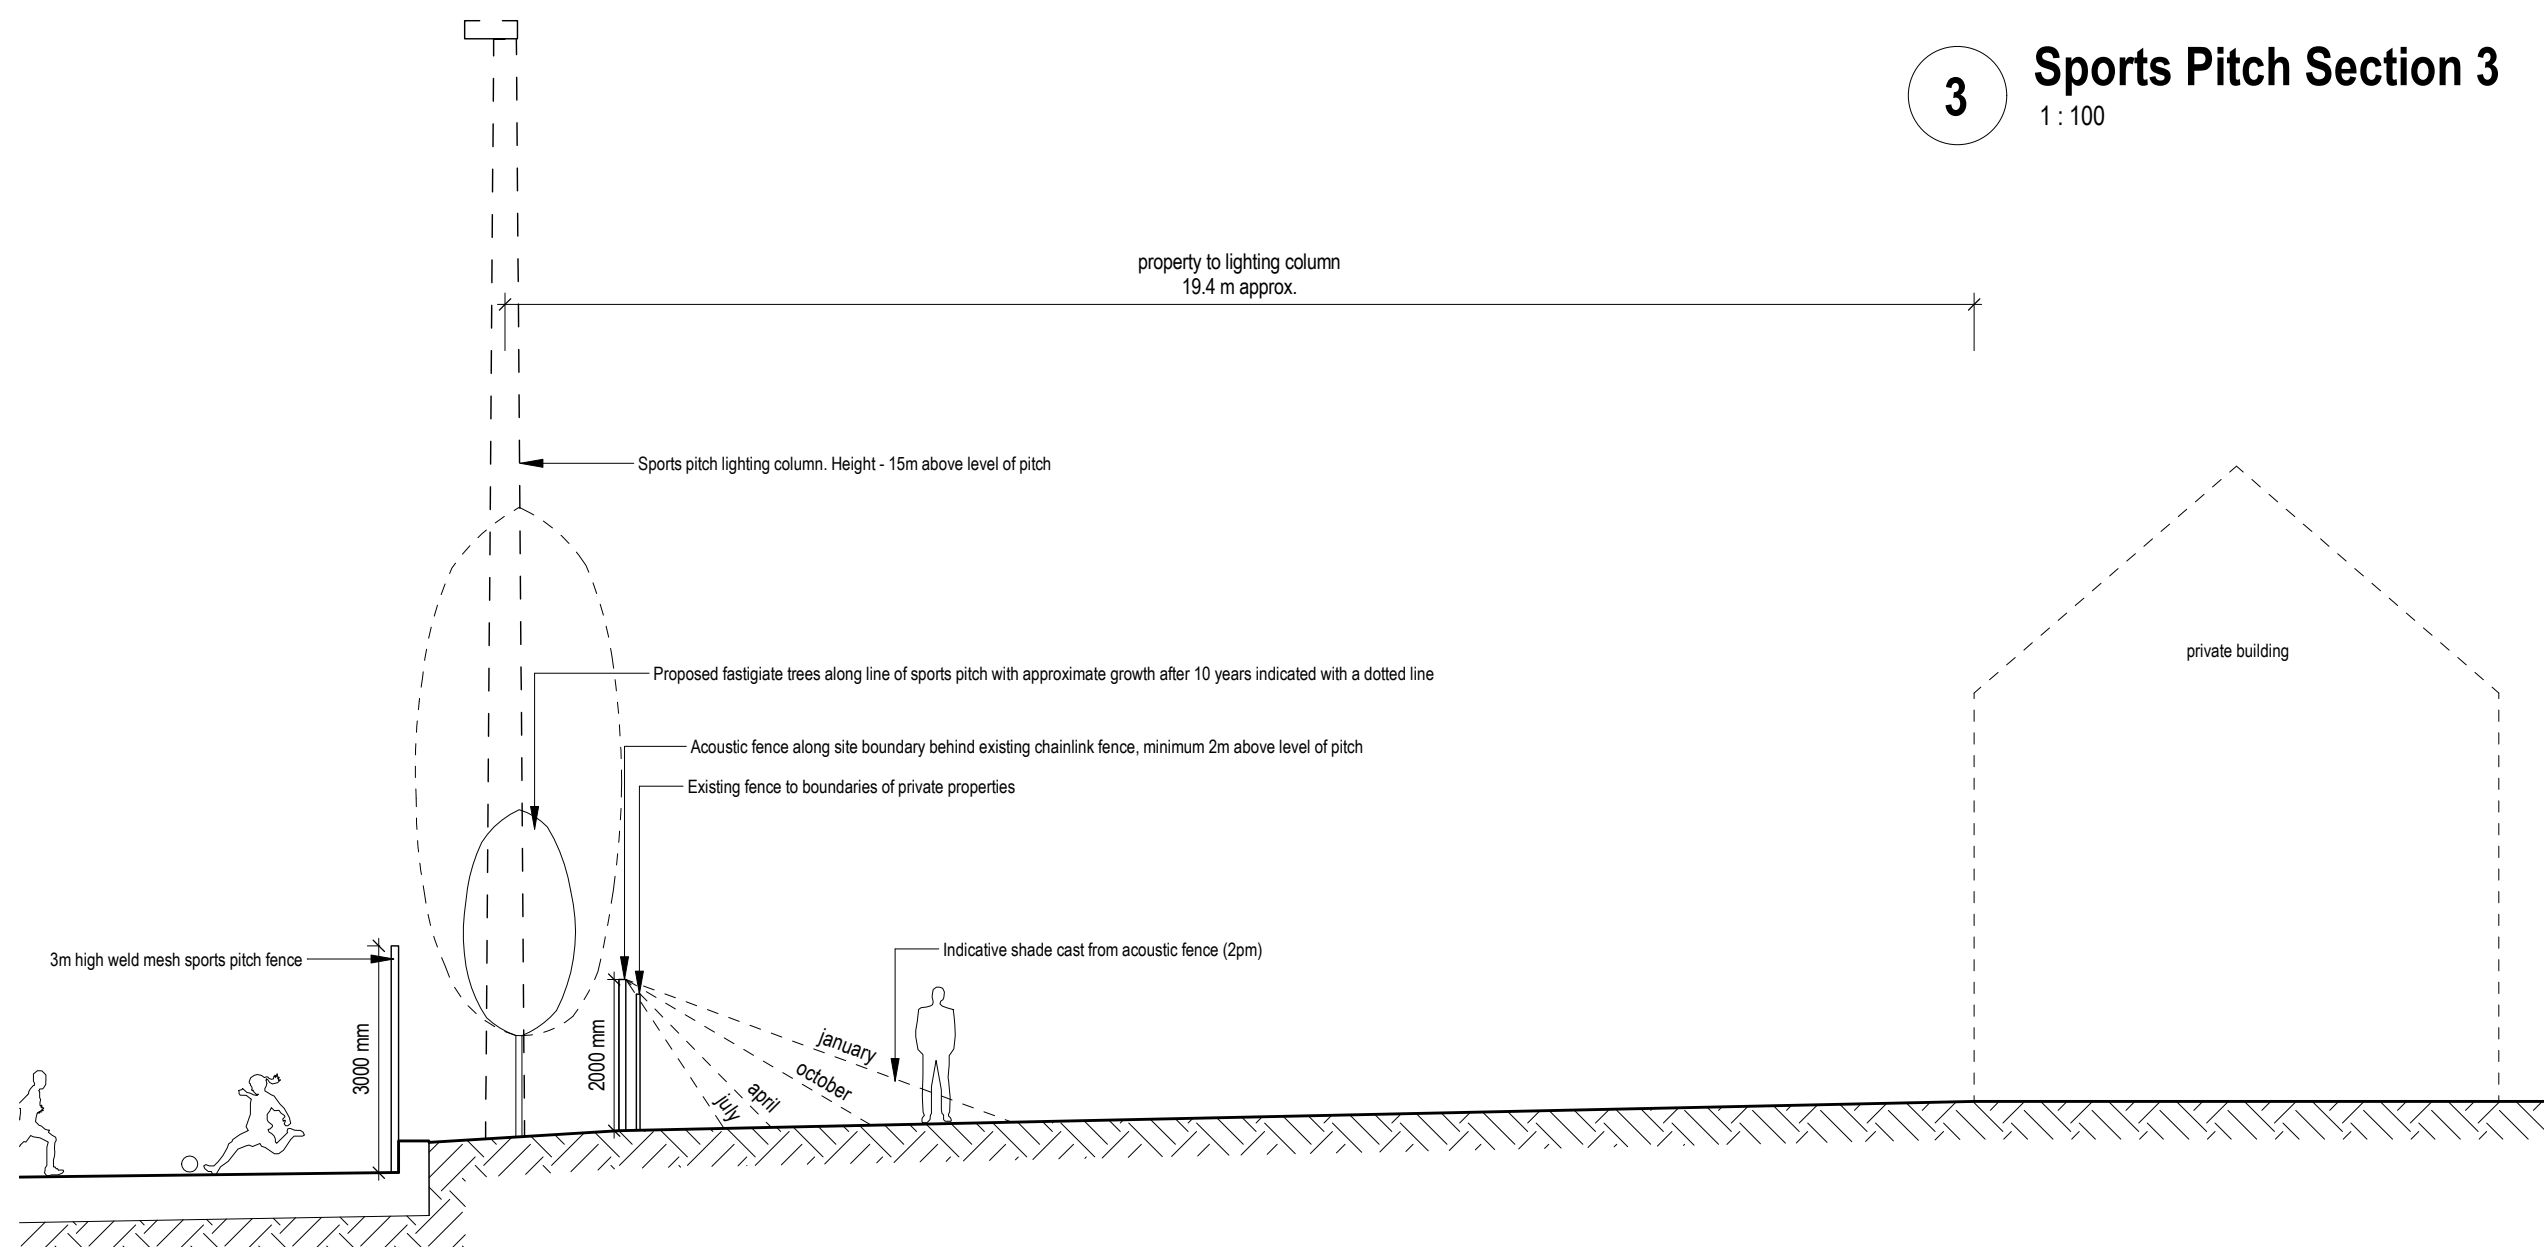 3
Sports Pitch Section 3
1 : 100
property to lighting column
19.4 m approx.
Sports pitch lighting column. Height - 15m above level of pitch
private building
Proposed fastigiate trees along line of sports pitch with approximate growth after 10 years indicated with a dotted line
Acoustic fence along site boundary behind existing chainlink fence, minimum 2m above level of pitch
Existing fence to boundaries of private properties
3m high weld mesh sports pitch fence
Indicative shade cast from acoustic fence (2pm)
3000 mm
2000 mm
january
october
april
july